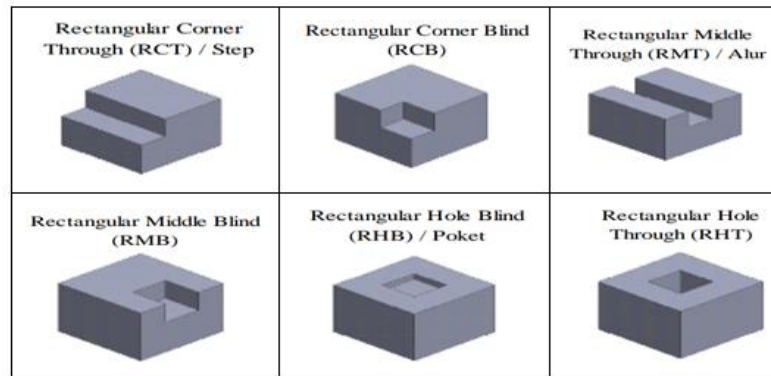 Rectangular Corner
Through (RCT) / Step
Rectangular Corner Blind
(RCB)
Rectangular Middle
Through (RMT) / Alur
Rectangular Middle Blind
(RMB)
Rectangular Hole Blind
(RHB) / Poket
Rectangular Hole
Through (RHT)